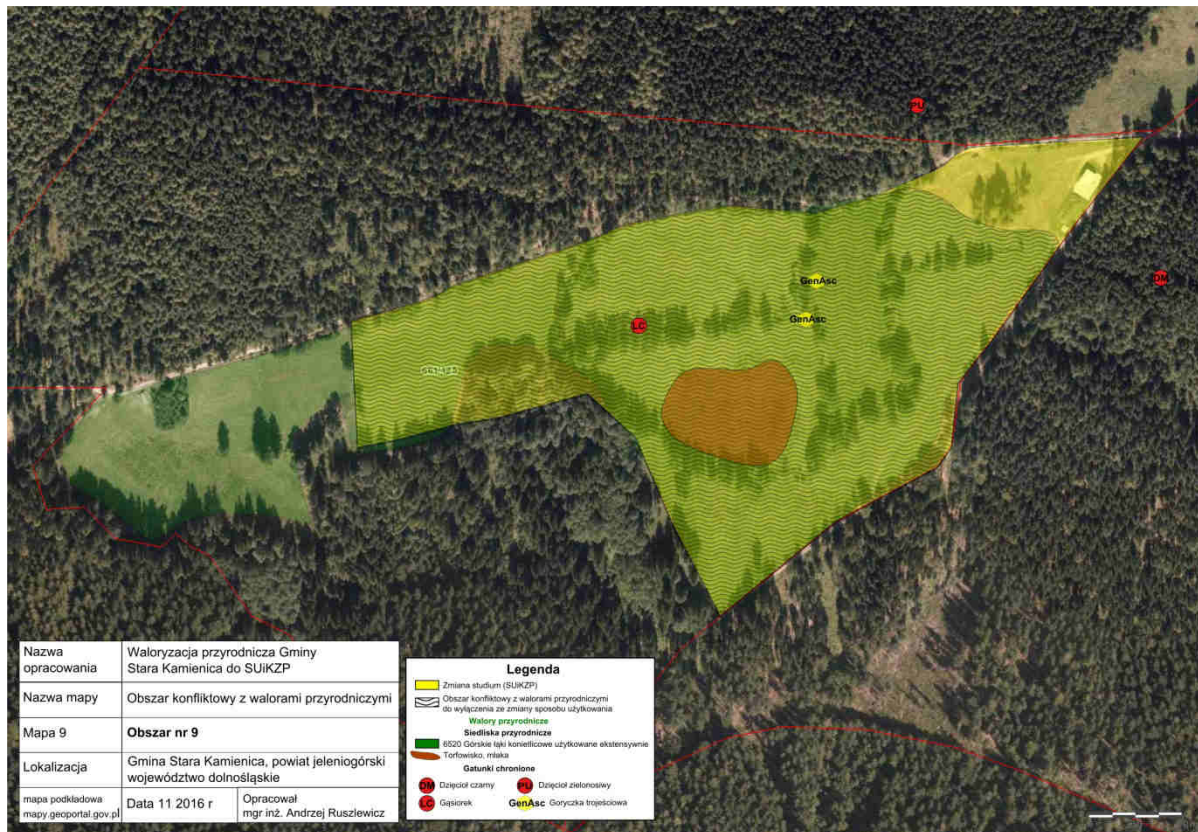 PU
DM
GenAsc
GenAsc
LC
Nazwa opracowania
Waloryzacja przyrodnicza Gminy
Stara Kamienica do SUiKZP
Nazwa mapy
Obszar konfliktowy z walorami przyrodniczymi
Mapa 9
Obszar nr 9
Lokalizacja
Gmina Stara Kamienica, powiat jeleniogórski
województwo dolnośląskie
mapa podkładowa
mapy.geoportal.gov.pl
Data 11 2016 r
Opracował
mgr inż. Andrzej Ruszlewicz
Legenda
Zmiana studium (SUiKZP)
Obszar konfliktowy z walorami przyrodniczymi
do wyłączenia ze zmiany sposobu użytkowania
Walory przyrodnicze
Siedliska przyrodnicze
6520 Górskie łąki konietlicowe użytkowane ekstensywnie
Torfowisko, młaka
Gatunki chronione
DM Dzięcioł czarny
PU Dzięcioł zielonosiwy
LC Gąsiorek
GenAsc Goryczka trojeściowa